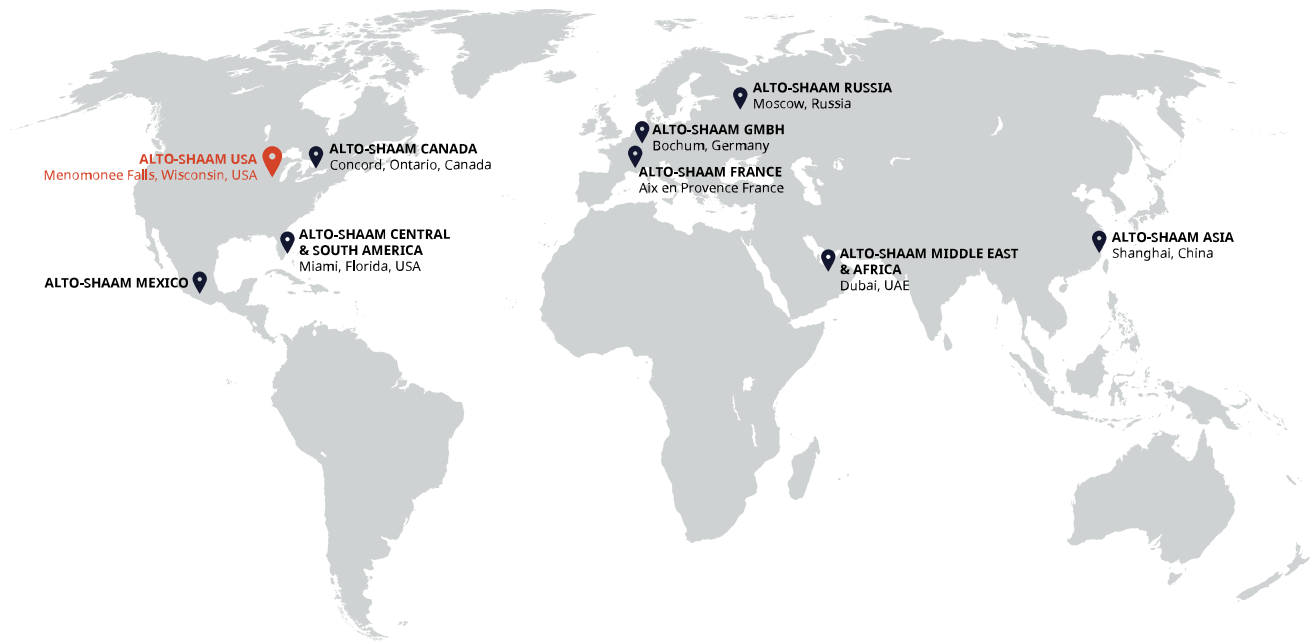 ALTO-SHAAM RUSSIA
Moscow, Russia
ALTO-SHAAM GMBH
Bochum, Germany
ALTO-SHAAM FRANCE
Aix en Provence France
ALTO-SHAAM CANADA
Concord, Ontario, Canada
ALTO-SHAAM USA
Menomonee Falls, Wisconsin, USA
ALTO-SHAAM CENTRAL
& SOUTH AMERICA
Miami, Florida, USA
ALTO-SHAAM MEXICO
ALTO-SHAAM MIDDLE EAST
& AFRICA
Dubai, UAE
ALTO-SHAAM ASIA
Shanghai, China